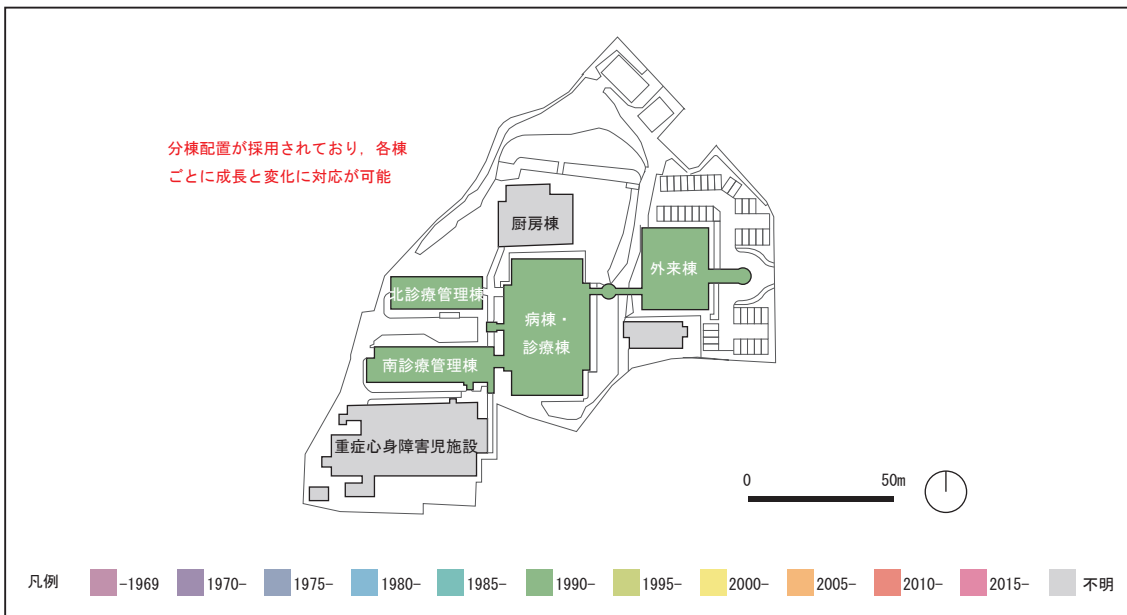 分棟配置が採用されており，各棟
ごとに成長と変化に対応が可能
厨房棟
外来棟
北診療管理棟
病棟・
診療棟
南診療管理棟
重症心身障害児施設
0 50m
凡例 -1969 1970- 1975- 1980- 1985- 1990- 1995- 2000- 2005- 2010- 2015- 不明